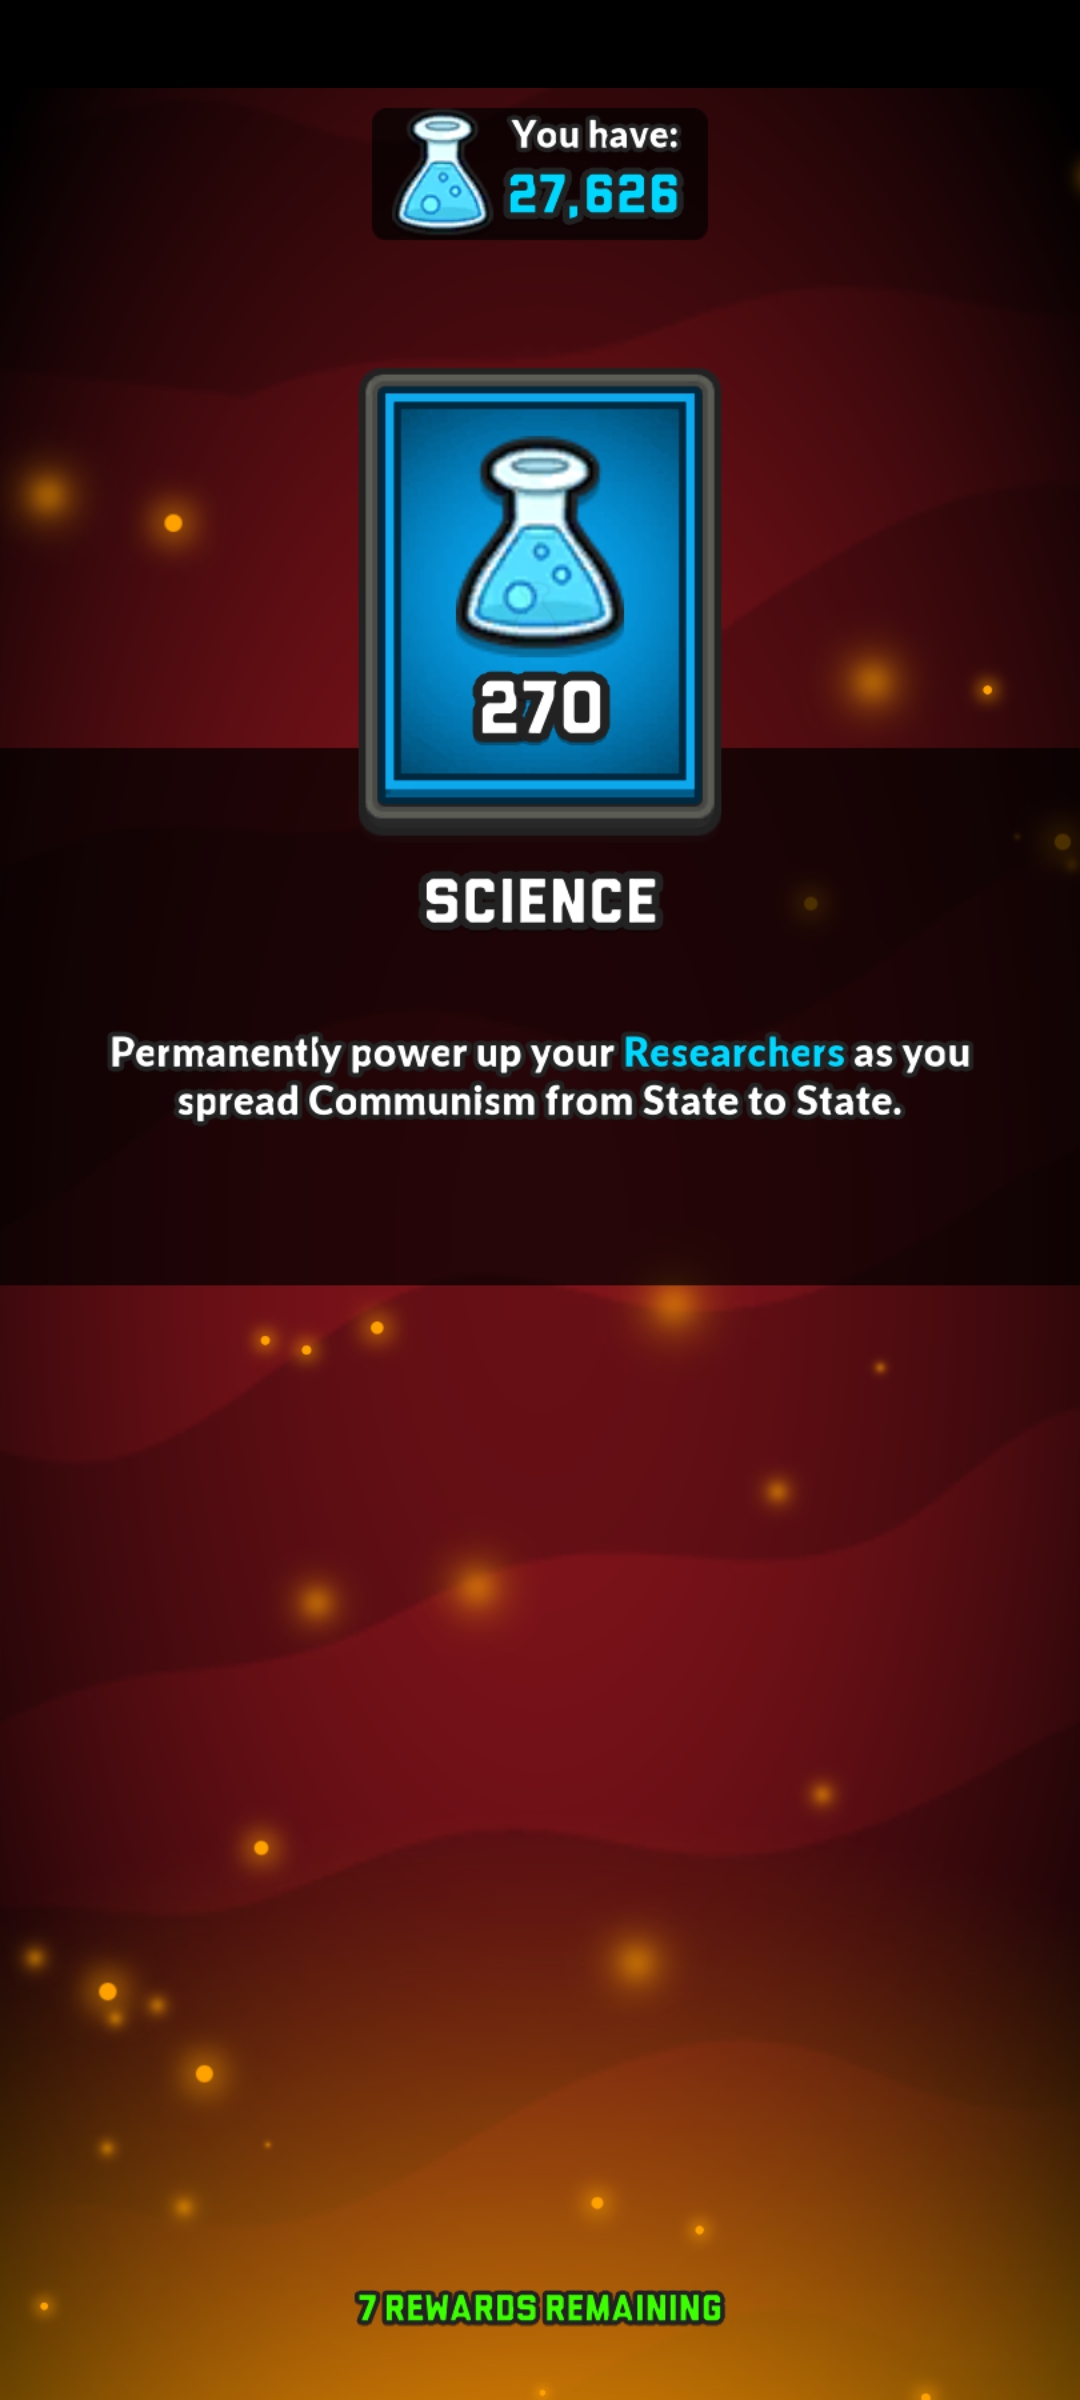 You have:
27,626
270
SCIENCE
Permanently power up your Researchers as you
spread Communism from State to State.
7 REWARDS REMAINING